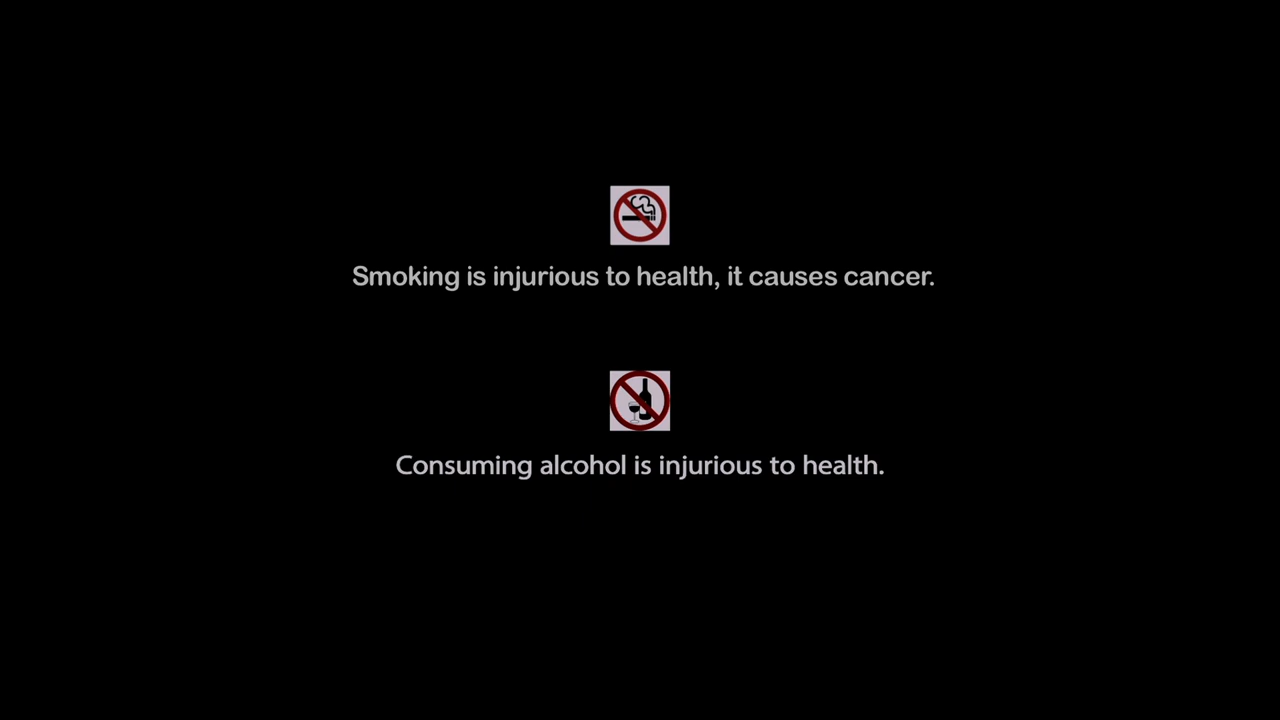 Smoking is injurious to health, it causes cancer.
Consuming alcohol is injurious to health.